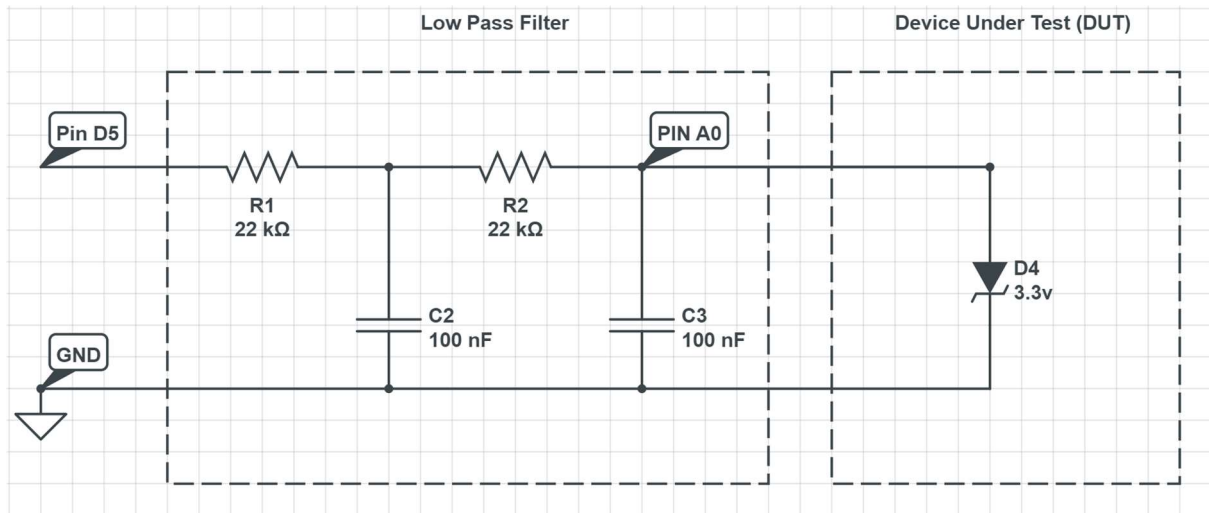 Low Pass Filter
Device Under Test (DUT)
Pin D5
PIN A0
R1
22 kΩ
R2
22 kΩ
D4
3.3v
C2
100 nF
C3
100 nF
GND